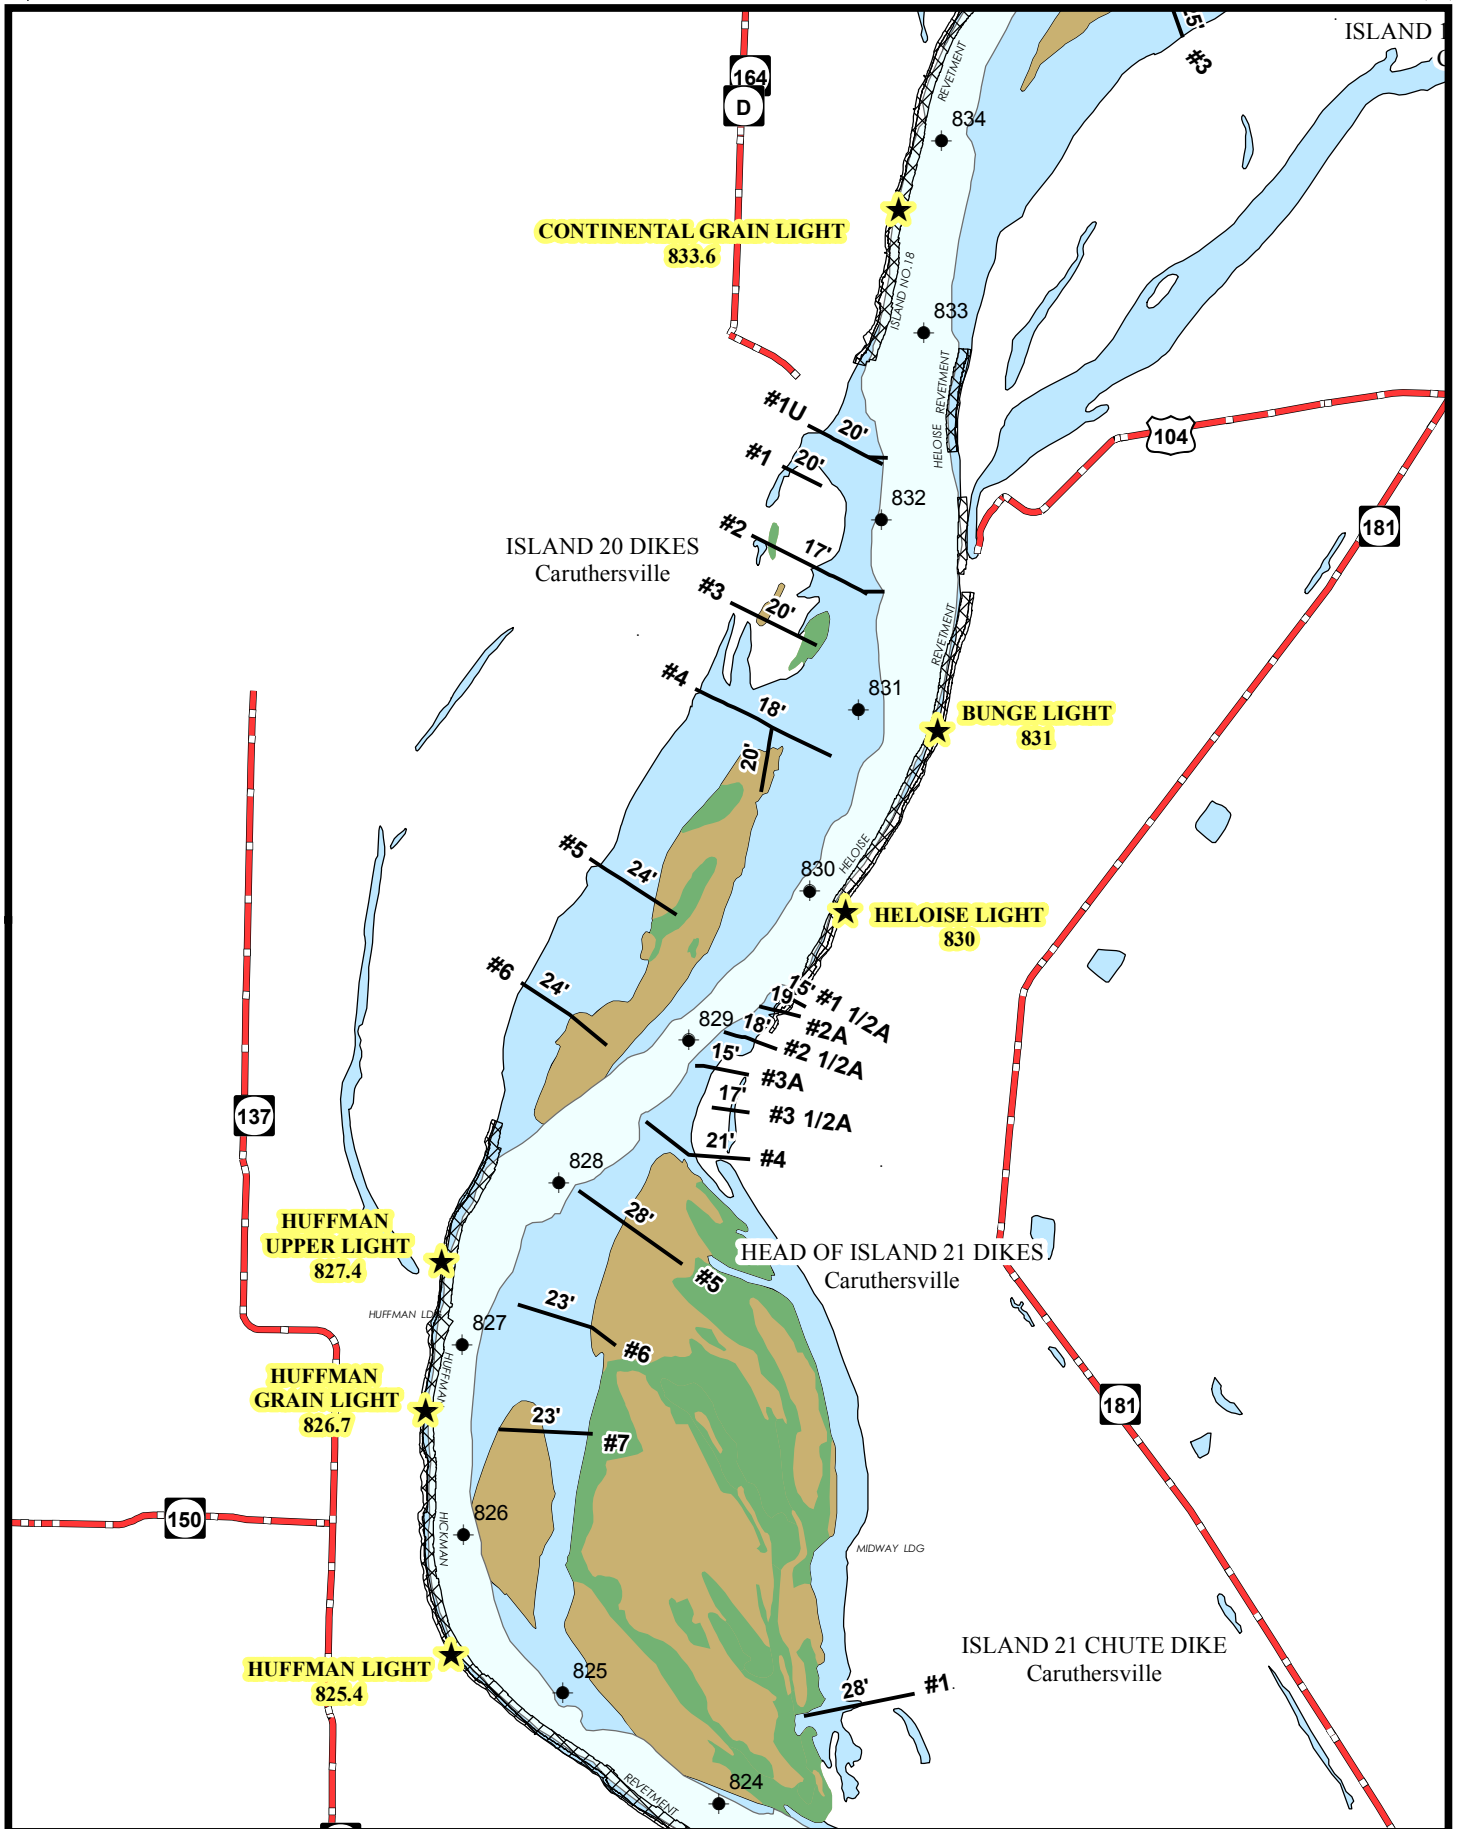 ISLAND 1
25'
#3
REVETMENT
164
D
834
CONTINENTAL GRAIN LIGHT
833.6
ISLAND NO.18
833
HELOISE REVETMENT
#1U
20'
104
#1
20'
832
181
#2
17'
ISLAND 20 DIKES
Caruthersville
#3
20'
REVETMENT
#4
18'
831
BUNGE LIGHT
831
20'
#5
24'
830
HELOISE
HELOISE LIGHT
830
#6
24'
15' #1 1/2A
19
#2A
829
18'
#2 1/2A
15'
#3A
17'
#3 1/2A
137
21'
#4
828
28'
#5
HUFFMAN
UPPER LIGHT
827.4
HEAD OF ISLAND 21 DIKES
Caruthersville
23'
#6
HUFFMAN LDG
827
HUFFMAN
HUFFMAN
GRAIN LIGHT
826.7
181
23'
#7
150
826
HICKMAN
MIDWAY LDG
ISLAND 21 CHUTE DIKE
Caruthersville
HUFFMAN LIGHT
825.4
825
28'
#1
824
REVETMENT